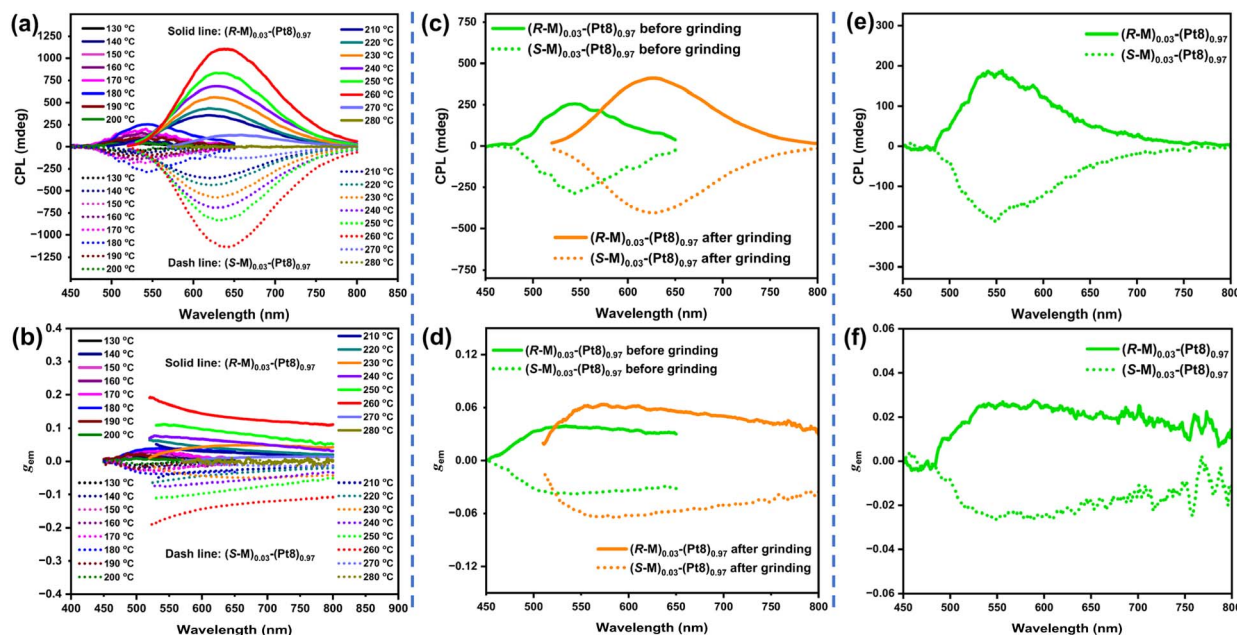 (a)
130 °C
140 °C
150 °C
160 °C
170 °C
180 °C
190 °C
200 °C
Solid line: (R-M)0.03-(Pt8)0.97
210 °C
220 °C
230 °C
240 °C
250 °C
260 °C
270 °C
280 °C
130 °C
140 °C
150 °C
160 °C
170 °C
180 °C
190 °C
200 °C
Dash line: (S-M)0.03-(Pt8)0.97
210 °C
220 °C
230 °C
240 °C
250 °C
260 °C
270 °C
280 °C
CPL (mdeg)
1250
1000
750
500
250
0
-250
-500
-750
-1000
-1250
450 500 550 600 650 700 750 800 850
Wavelength (nm)
(b)
130 °C
140 °C
150 °C
160 °C
170 °C
180 °C
190 °C
200 °C
Solid line: (R-M)0.03-(Pt8)0.97
210 °C
220 °C
230 °C
240 °C
250 °C
260 °C
270 °C
280 °C
130 °C
140 °C
150 °C
160 °C
170 °C
180 °C
190 °C
200 °C
Dash line: (S-M)0.03-(Pt8)0.97
210 °C
220 °C
230 °C
240 °C
250 °C
260 °C
270 °C
280 °C
gem
0.4
0.3
0.2
0.1
0.0
-0.1
-0.2
-0.3
-0.4
400 450 500 550 600 650 700 750 800 850 900
Wavelength (nm)
(c)
(R-M)0.03-(Pt8)0.97 before grinding
(S-M)0.03-(Pt8)0.97 before grinding
(R-M)0.03-(Pt8)0.97 after grinding
(S-M)0.03-(Pt8)0.97 after grinding
CPL (mdeg)
750
500
250
0
-250
-500
-750
450 500 550 600 650 700 750 800
Wavelength (nm)
(d)
(R-M)0.03-(Pt8)0.97 before grinding
(S-M)0.03-(Pt8)0.97 before grinding
(R-M)0.03-(Pt8)0.97 after grinding
(S-M)0.03-(Pt8)0.97 after grinding
gem
0.12
0.06
0.00
-0.06
-0.12
450 500 550 600 650 700 750 800
Wavelength (nm)
(e)
(R-M)0.03-(Pt8)0.97
(S-M)0.03-(Pt8)0.97
CPL (mdeg)
300
200
100
0
-100
-200
-300
450 500 550 600 650 700 750 800
Wavelength (nm)
(f)
(R-M)0.03-(Pt8)0.97
(S-M)0.03-(Pt8)0.97
gem
0.06
0.04
0.02
0.00
-0.02
-0.04
-0.06
450 500 550 600 650 700 750 800
Wavelength (nm)